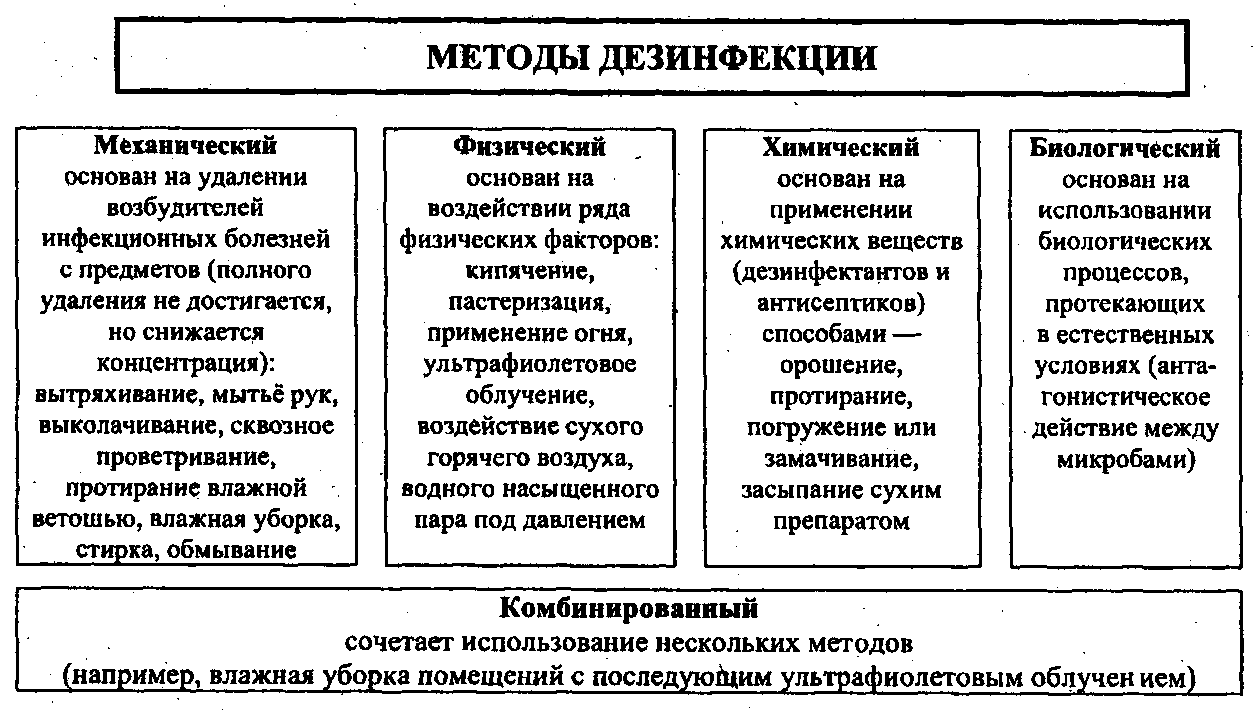 МЕТОДЫ ДЕЗИНФЕКЦИИ
Механический
основан на удалении
возбудителей
инфекционных болезней
с предметов (полного
удаления не достигается,
но снижается
концентрация):
вытряхивание, мытьё рук,
выколачивание, сквозное
проветривание,
протирание влажной
ветошью, влажная уборка,
стирка, обмывание
Физический
основан на
воздействии ряда
физических факторов:
кипячение,
пастеризация,
применение огня,
ультрафиолетовое
облучение,
воздействие сухого
горячего воздуха,
водного насыщенного
пара под давлением
Химический
основан на
применении
химических веществ
(дезинфектантов и
антисептиков)
способами —
орошение,
протирание,
погружение или
замачивание,
засыпание сухим
препаратом
Биологический
основан на
использовании
биологических
процессов,
протекающих
в естественных
условиях (анта-
гонистическое
действие между
микробами)
Комбинированный
сочетает использование нескольких методов
(например, влажная уборка помещений с последующим ультрафиолетовым облучен ием)